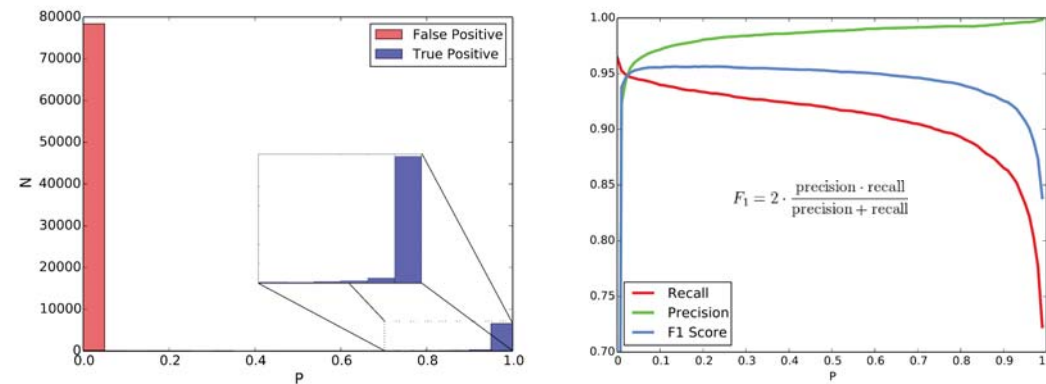 80000
70000
60000
50000
40000
30000
20000
10000
0
N
0.0 0.2 0.4 0.6 0.8 1.0
P
False Positive
True Positive
1.00
0.95
0.90
0.85
0.80
0.75
0.70
F1 = 2 · precision · recall / precision + recall
Recall
Precision
F1 Score
0 0.1 0.2 0.3 0.4 0.5 0.6 0.7 0.8 0.9 1
P